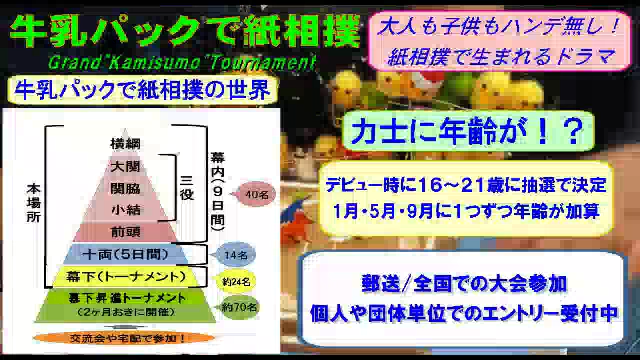 牛乳パックで紙相撲
Grand"Kamisumo"Tournament
大人も子供もハンデ無し！
紙相撲で生まれるドラマ
牛乳パックで紙相撲の世界
力士に年齢が！？
デビュー時に16～21歳に抽選で決定
1月・5月・9月に1つずつ年齢が加算
郵送/全国での大会参加
個人や団体単位でのエントリー受付中
本場所
横綱
大関
関脇
小結
三役
前頭
幕内(9日間)
40名
十両(5日間)
14名
幕下(トーナメント)
約24名
幕下昇進トーナメント
(2ヶ月おきに開催)
約70名
交流会や宅配で参加！